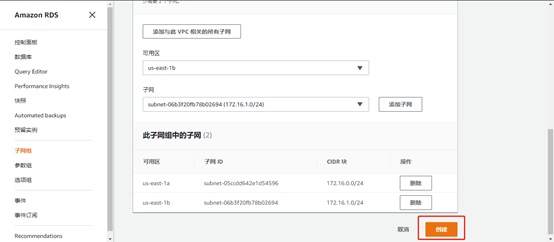 Amazon RDS
控制面板
数据库
Query Editor
Performance Insights
快照
Automated backups
预留实例
子网组
参数组
选项组
事件
事件订阅
Recommendations
添加与此 VPC 相关的所有子网
可用区
us-east-1b
子网
subnet-06b3f20fb78b02694 (172.16.1.0/24)
添加子网
此子网组中的子网 (2)
可用区 子网 ID CIDR 块 操作
us-east-1a subnet-05ccdd642e1d54596 172.16.0.0/24 删除
us-east-1b subnet-06b3f20fb78b02694 172.16.1.0/24 删除
取消 创建